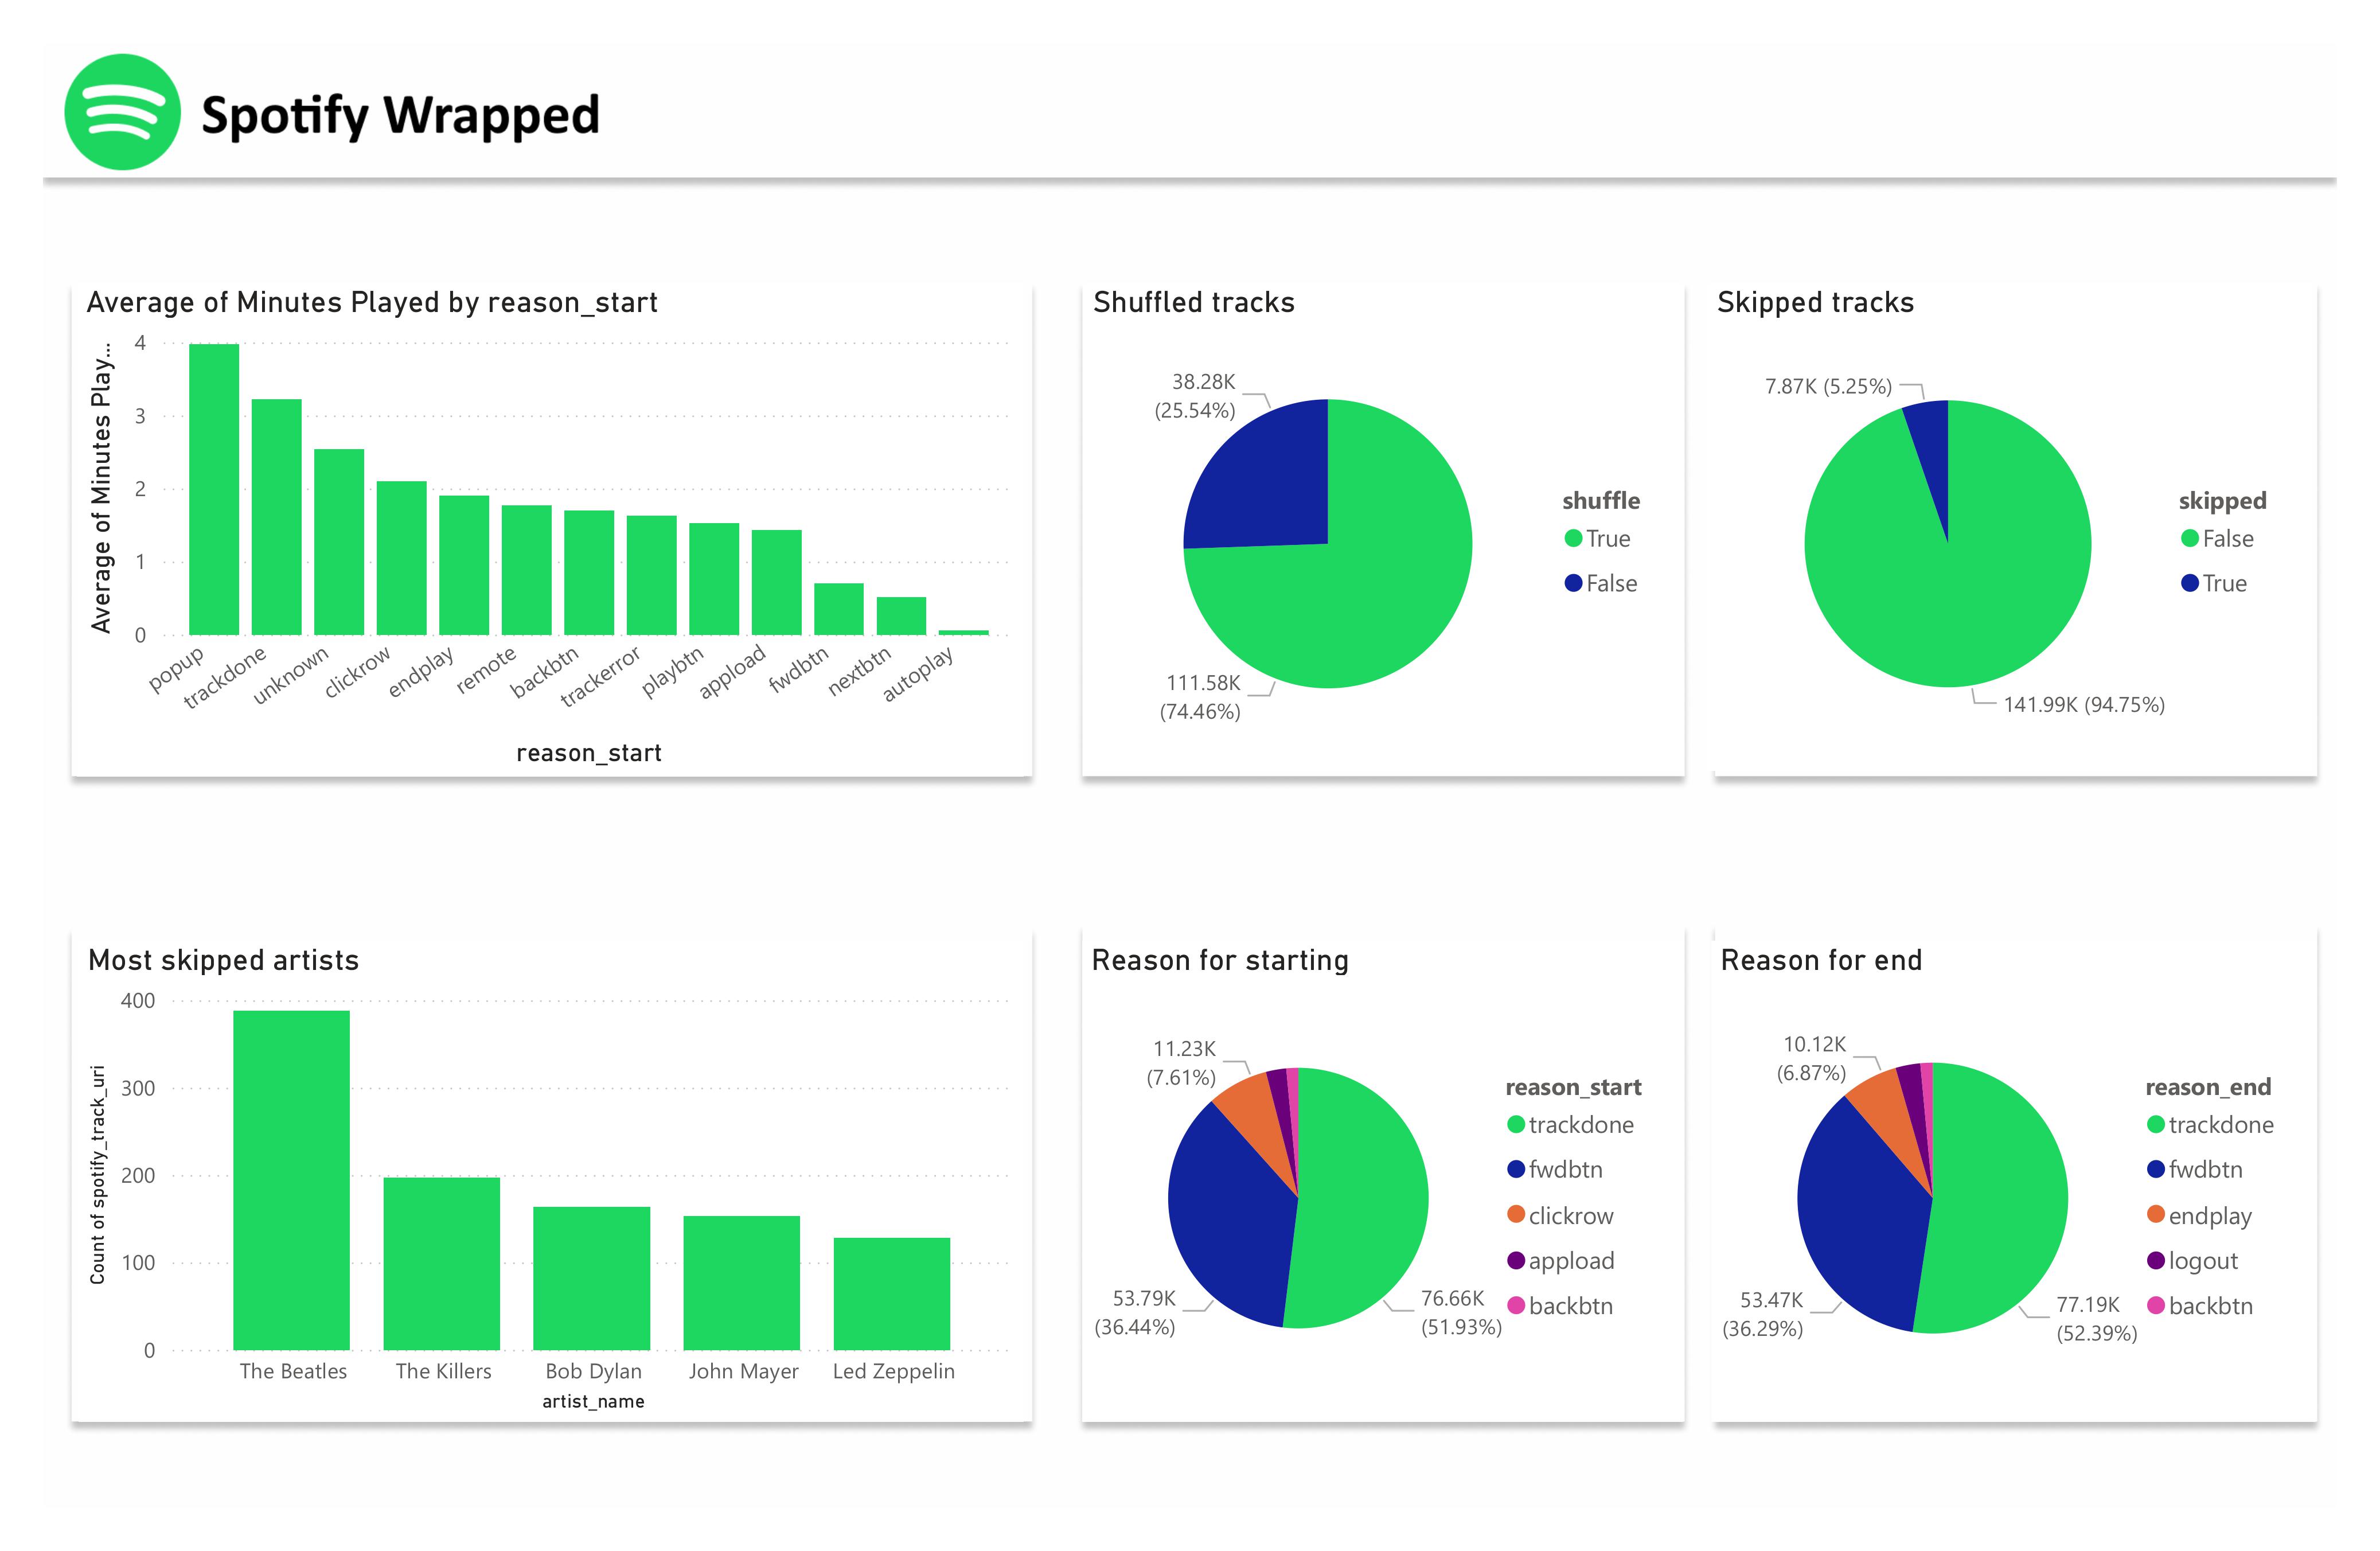 Spotify Wrapped
Average of Minutes Played by reason_start
Average of Minutes Play...
4
3
2
1
0
popup
trackdone
unknown
clickrow
endplay
remote
backbtn
trackerror
playbtn
appload
fwdbtn
nextbtn
autoplay
reason_start
Shuffled tracks
38.28K
(25.54%)
111.58K
(74.46%)
shuffle
True
False
Skipped tracks
7.87K (5.25%)
141.99K (94.75%)
skipped
False
True
Most skipped artists
Count of spotify_track_uri
400
300
200
100
0
The Beatles
The Killers
Bob Dylan
John Mayer
Led Zeppelin
artist_name
Reason for starting
11.23K
(7.61%)
53.79K
(36.44%)
76.66K
(51.93%)
reason_start
trackdone
fwdbtn
clickrow
appload
backbtn
Reason for end
10.12K
(6.87%)
53.47K
(36.29%)
77.19K
(52.39%)
reason_end
trackdone
fwdbtn
endplay
logout
backbtn